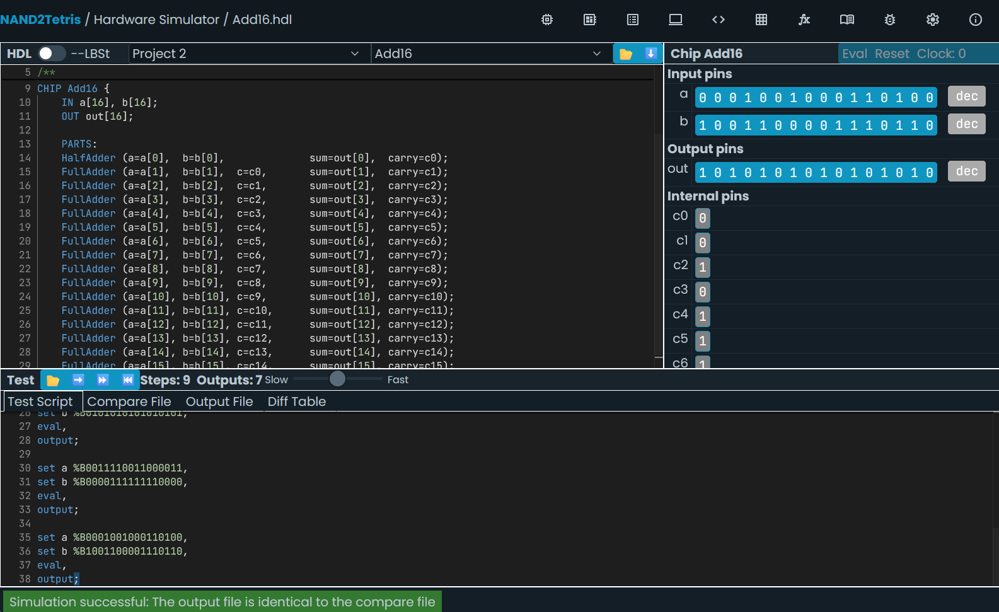 NAND2Tetris / Hardware Simulator / Add16.hdl
HDL --LBSt Project 2 Add16
5 /**
9 CHIP Add16 {
10     IN a[16], b[16];
11     OUT out[16];
12
13     PARTS:
14     HalfAdder (a=a[0],  b=b[0],              sum=out[0],  carry=c0);
15     FullAdder (a=a[1],  b=b[1],  c=c0,       sum=out[1],  carry=c1);
16     FullAdder (a=a[2],  b=b[2],  c=c1,       sum=out[2],  carry=c2);
17     FullAdder (a=a[3],  b=b[3],  c=c2,       sum=out[3],  carry=c3);
18     FullAdder (a=a[4],  b=b[4],  c=c3,       sum=out[4],  carry=c4);
19     FullAdder (a=a[5],  b=b[5],  c=c4,       sum=out[5],  carry=c5);
20     FullAdder (a=a[6],  b=b[6],  c=c5,       sum=out[6],  carry=c6);
21     FullAdder (a=a[7],  b=b[7],  c=c6,       sum=out[7],  carry=c7);
22     FullAdder (a=a[8],  b=b[8],  c=c7,       sum=out[8],  carry=c8);
23     FullAdder (a=a[9],  b=b[9],  c=c8,       sum=out[9],  carry=c9);
24     FullAdder (a=a[10], b=b[10], c=c9,       sum=out[10], carry=c10);
25     FullAdder (a=a[11], b=b[11], c=c10,      sum=out[11], carry=c11);
26     FullAdder (a=a[12], b=b[12], c=c11,      sum=out[12], carry=c12);
27     FullAdder (a=a[13], b=b[13], c=c12,      sum=out[13], carry=c13);
28     FullAdder (a=a[14], b=b[14], c=c13,      sum=out[14], carry=c14);
29     FullAdder (a=a[15], b=b[15], c=c14,      sum=out[15], carry=c15);
Chip Add16 Eval Reset Clock: 0
Input pins
a 0 0 0 1 0 0 1 0 0 0 1 1 0 1 0 0 dec
b 1 0 0 1 1 0 0 0 0 1 1 1 0 1 1 0 dec
Output pins
out 1 0 1 0 1 0 1 0 1 0 1 0 1 0 1 0 dec
Internal pins
c0 0
c1 0
c2 1
c3 0
c4 1
c5 1
c6 1
Test Steps: 9 Outputs: 7 Slow Fast
Test Script Compare File Output File Diff Table
26 set b %B0101010101010101,
27 eval,
28 output;
29
30 set a %B0011110011000011,
31 set b %B0000111111110000,
32 eval,
33 output;
34
35 set a %B0001001000110100,
36 set b %B1001100001110110,
37 eval,
38 output;
Simulation successful: The output file is identical to the compare file